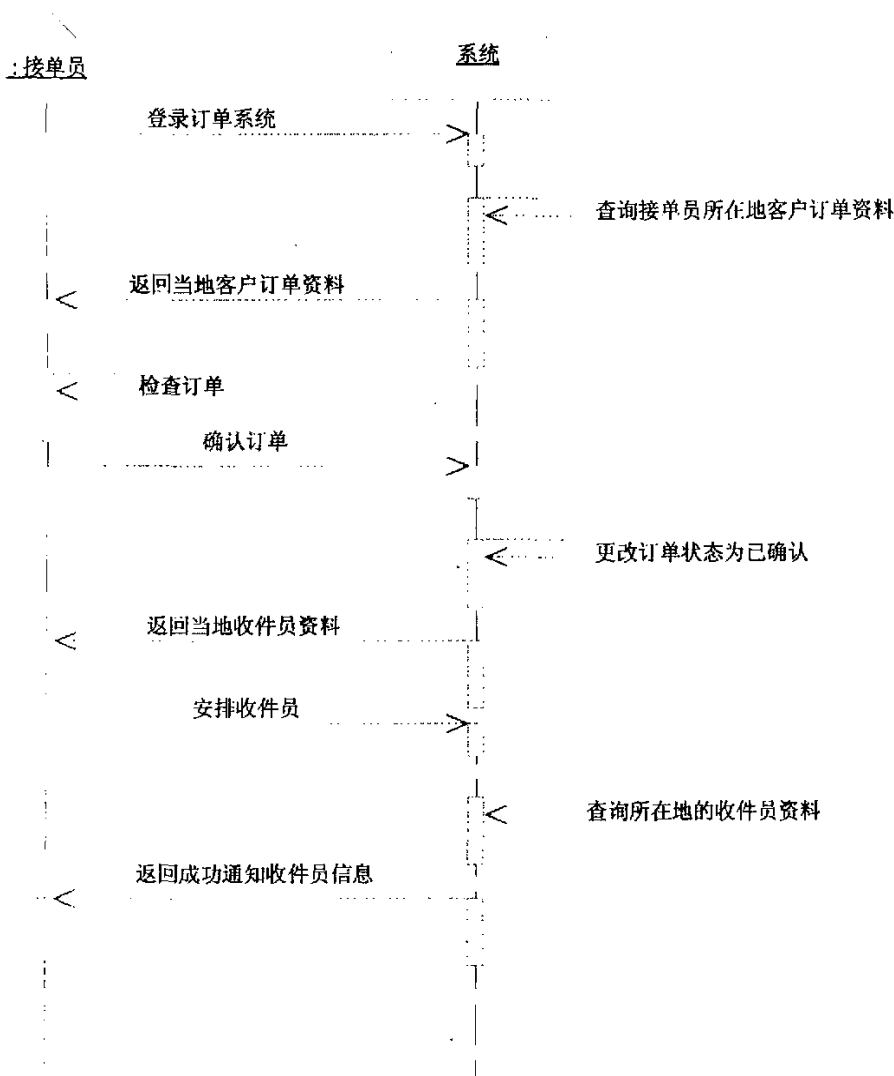 :接单员
系统
登录订单系统
查询接单员所在地客户订单资料
返回当地客户订单资料
检查订单
确认订单
更改订单状态为已确认
返回当地收件员资料
安排收件员
查询所在地的收件员资料
返回成功通知收件员信息